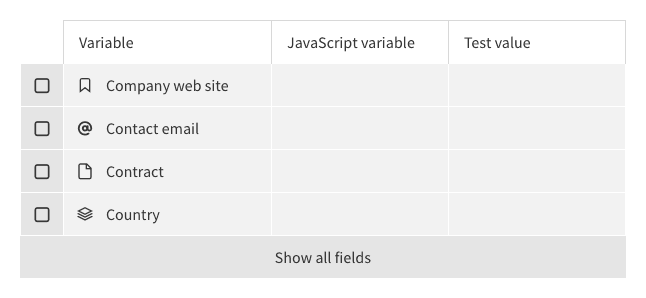 Variable JavaScript variable Test value
Company web site
@ Contact email
Contract
Country
Show all fields